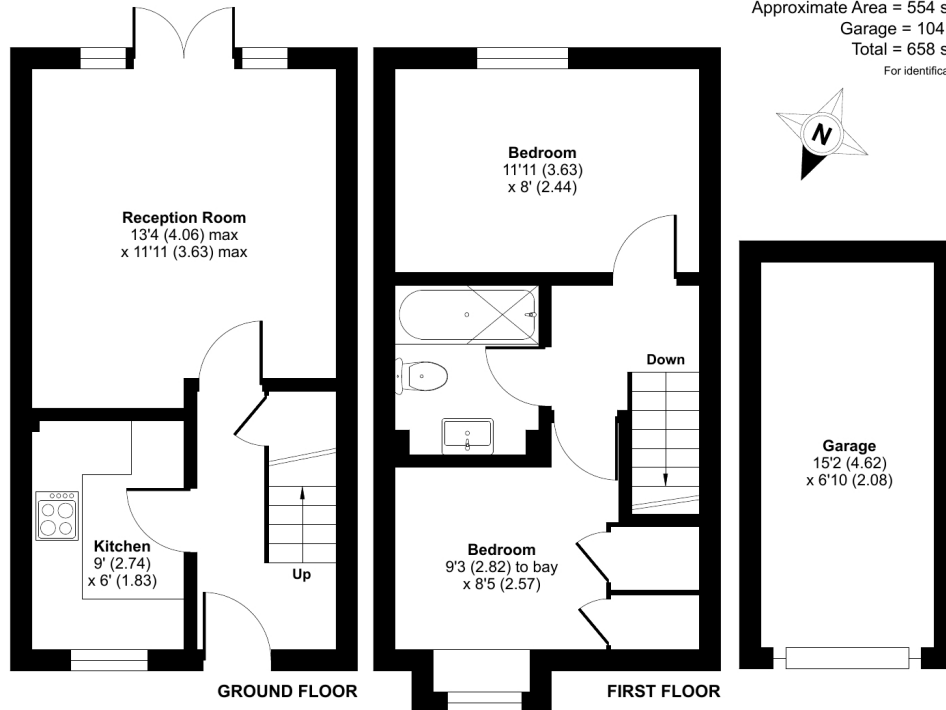 Approximate Area = 554 s
Garage = 104
Total = 658 s
For identifica
N
Bedroom
11'11 (3.63)
x 8' (2.44)
Reception Room
13'4 (4.06) max
x 11'11 (3.63) max
Down
Garage
15'2 (4.62)
x 6'10 (2.08)
Kitchen
9' (2.74)
x 6' (1.83)
Up
Bedroom
9'3 (2.82) to bay
x 8'5 (2.57)
GROUND FLOOR
FIRST FLOOR